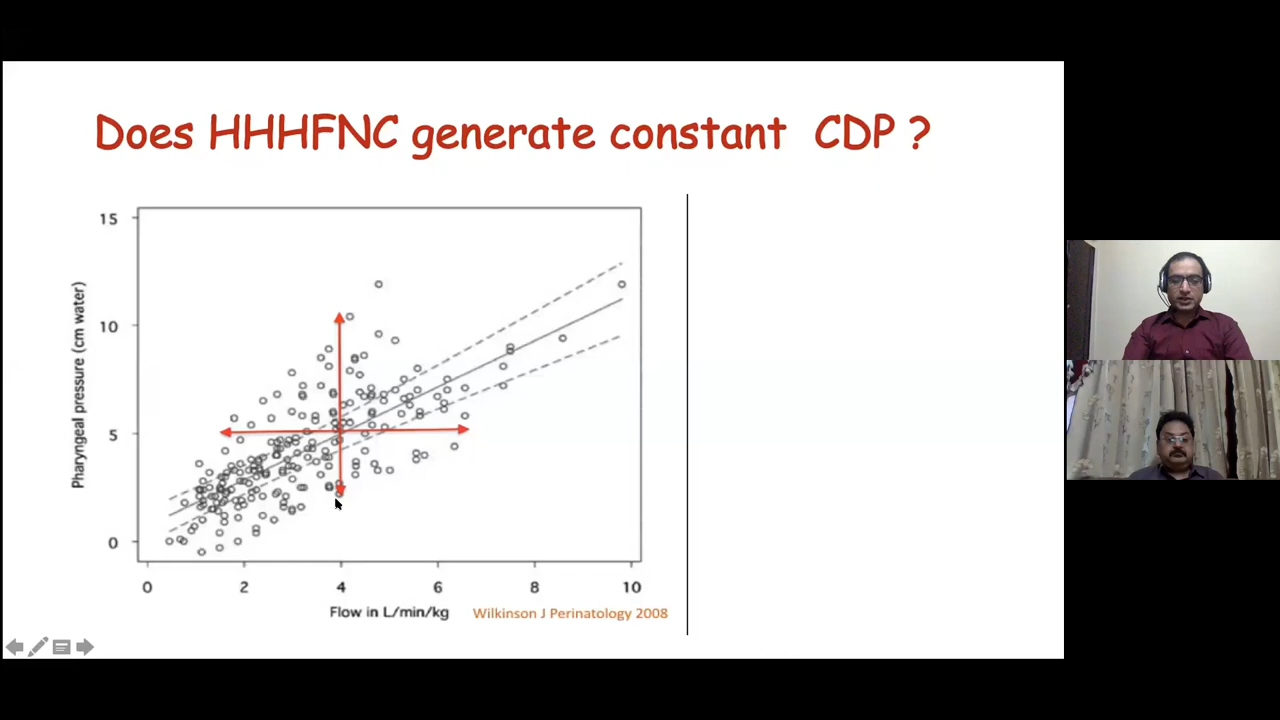 Does HHHFNC generate constant CDP ?
15
10
5
0
Pharyngeal pressure (cm water)
0 2 4 6 8 10
Flow in L/min/kg
Wilkinson J Perinatology 2008